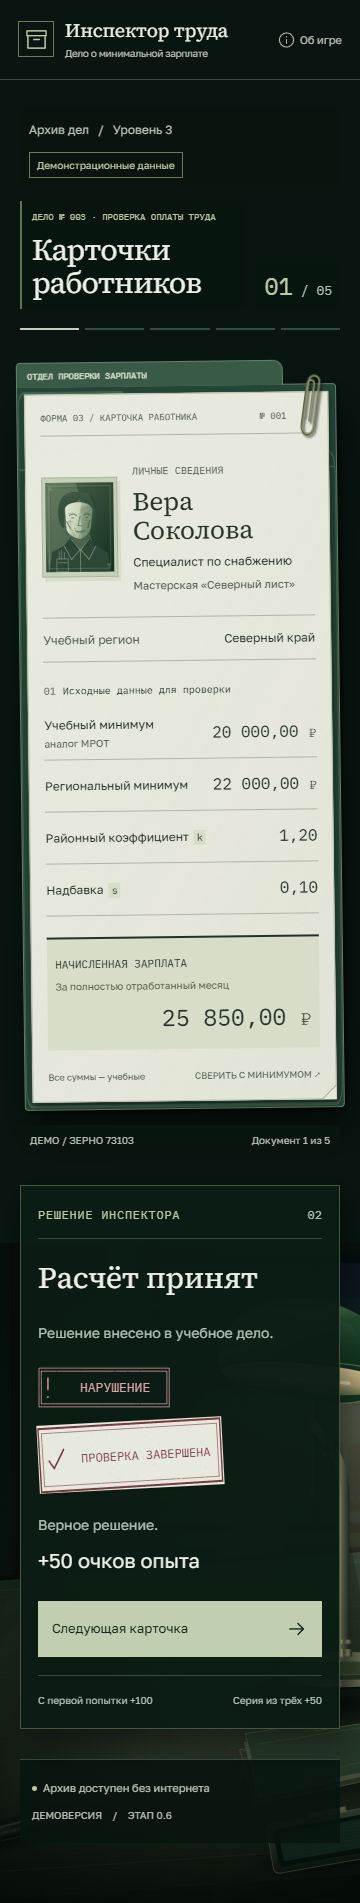 Инспектор труда
Дело о минимальной зарплате
Об игре
Архив дел / Уровень 3
Демонстрационные данные
ДЕЛО № 003 · ПРОВЕРКА ОПЛАТЫ ТРУДА
Карточки
работников
01 / 05
ОТДЕЛ ПРОВЕРКИ ЗАРПЛАТЫ
ФОРМА 03 / КАРТОЧКА РАБОТНИКА
№ 001
ЛИЧНЫЕ СВЕДЕНИЯ
Вера
Соколова
Специалист по снабжению
Мастерская «Северный лист»
Учебный регион
Северный край
01 Исходные данные для проверки
Учебный минимум
аналог МРОТ
20 000,00 ₽
Региональный минимум
22 000,00 ₽
Районный коэффициент k
1,20
Надбавка s
0,10
НАЧИСЛЕННАЯ ЗАРПЛАТА
За полностью отработанный месяц
25 850,00 ₽
Все суммы — учебные
СВЕРИТЬ С МИНИМУМОМ ↗
ДЕМО / ЗЕРНО 73103
Документ 1 из 5
РЕШЕНИЕ ИНСПЕКТОРА
02
Расчёт принят
Решение внесено в учебное дело.
! НАРУШЕНИЕ
✓ ПРОВЕРКА ЗАВЕРШЕНА
Верное решение.
+50 очков опыта
Следующая карточка →
С первой попытки +100
Серия из трёх +50
Архив доступен без интернета
ДЕМОВЕРСИЯ / ЭТАП 0.6